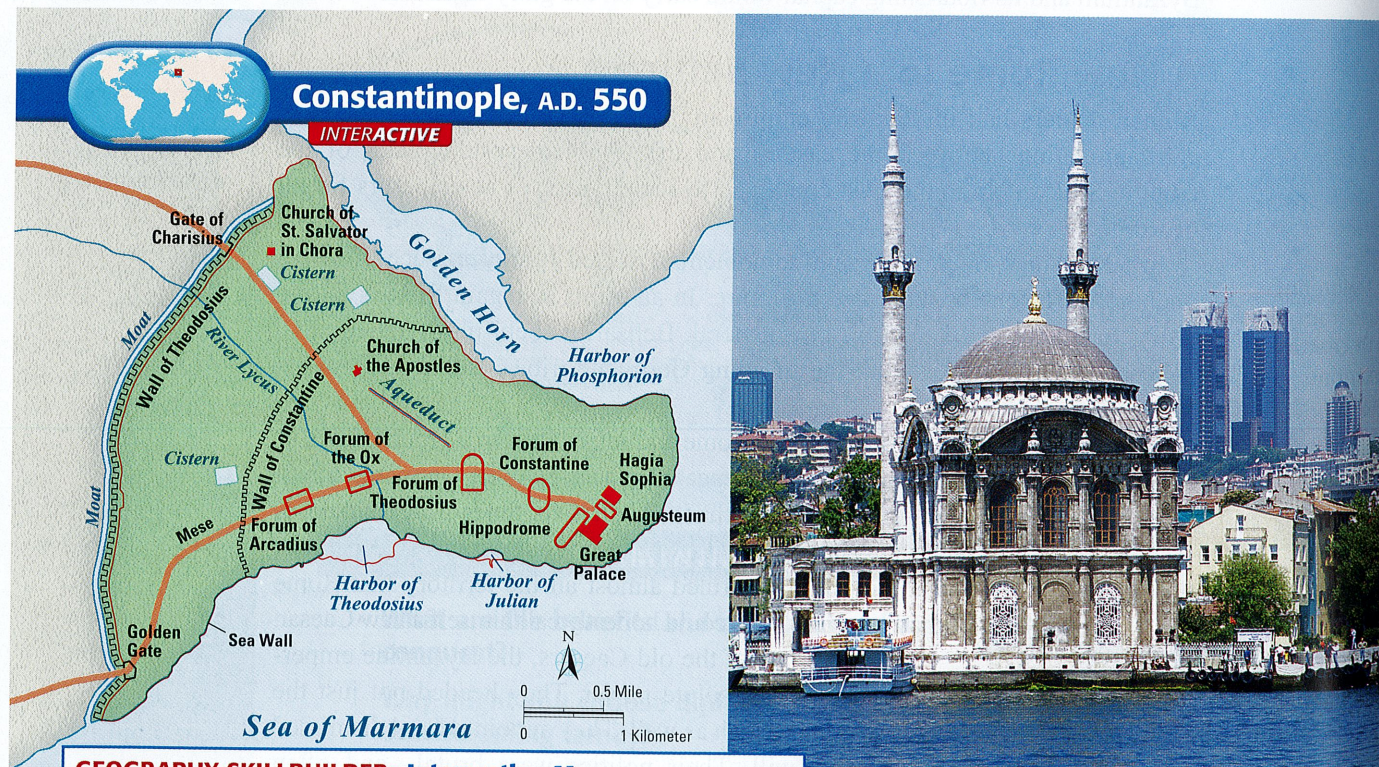 Constantinople, A.D. 550
INTERACTIVE
Gate of
Charisius
Church of
St. Salvator
in Chora
Cistern
Cistern
Golden Horn
Moat
Wall of Theodosius
River Lycus
Wall of Constantine
Church of
the Apostles
Aqueduct
Harbor of
Phosphorion
Cistern
Forum of
the Ox
Forum of
Constantine
Hagia
Sophia
Moat
Mese
Forum of
Arcadius
Forum of
Theodosius
Hippodrome
Augusteum
Great
Palace
Harbor of
Theodosius
Harbor of
Julian
Golden
Gate
Sea Wall
N
0 0.5 Mile
0 1 Kilometer
Sea of Marmara